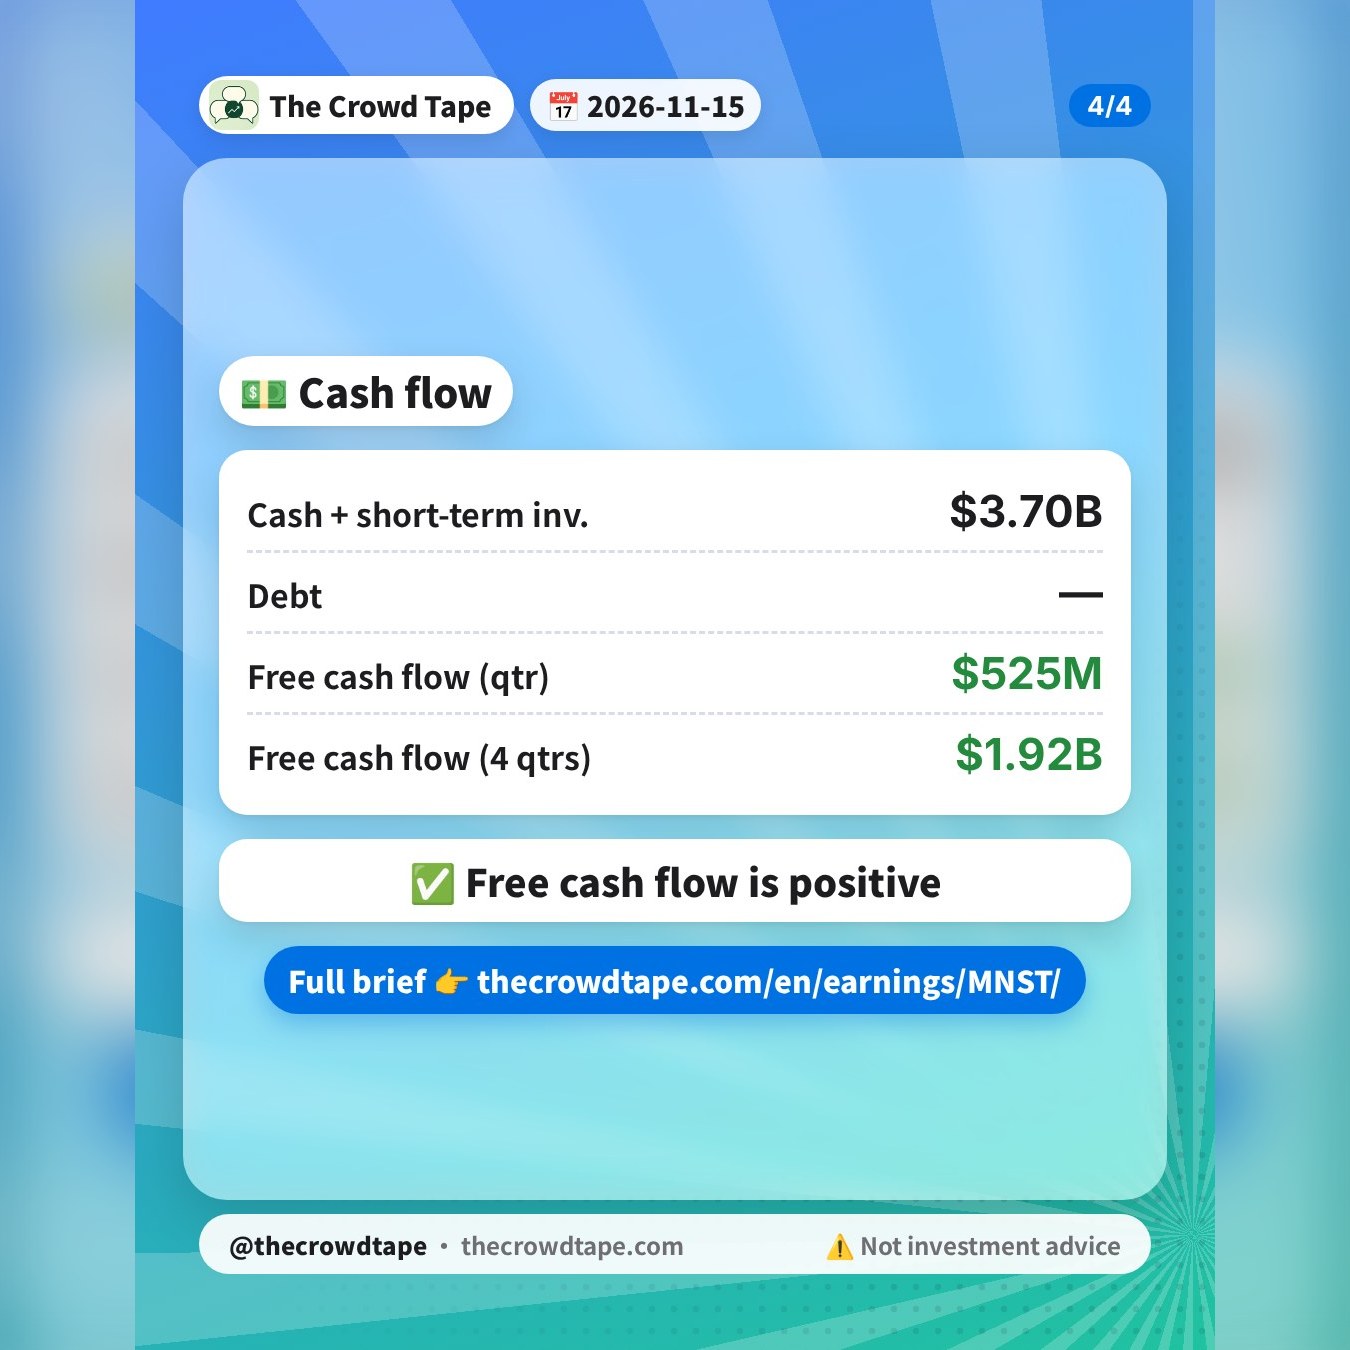 The Crowd Tape
📅 2026-11-15
4/4
💵 Cash flow
Cash + short-term inv. $3.70B
Debt —
Free cash flow (qtr) $525M
Free cash flow (4 qtrs) $1.92B
✅ Free cash flow is positive
Full brief 👉 thecrowdtape.com/en/earnings/MNST/
@thecrowdtape • thecrowdtape.com ⚠️ Not investment advice